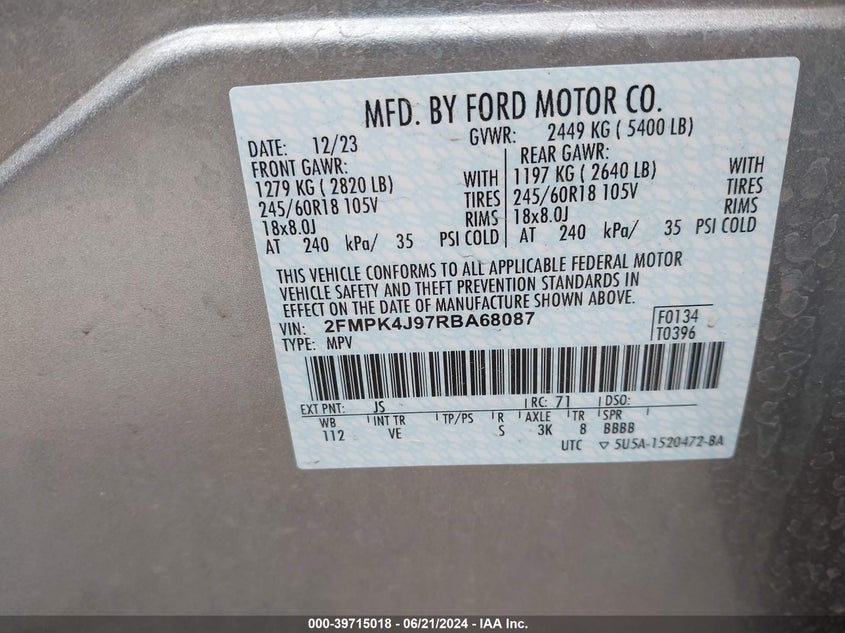 MFD. BY FORD MOTOR CO.
DATE: 12/23 GVWR: 2449 KG ( 5400 LB)
FRONT GAWR: REAR GAWR:
1279 KG ( 2820 LB) WITH 1197 KG ( 2640 LB) WITH
245/60R18 105V TIRES 245/60R18 105V TIRES
18x8.0J RIMS 18x8.0J RIMS
AT 240 kPa/ 35 PSI COLD AT 240 kPa/ 35 PSI COLD
THIS VEHICLE CONFORMS TO ALL APPLICABLE FEDERAL MOTOR
VEHICLE SAFETY AND THEFT PREVENTION STANDARDS IN
EFFECT ON THE DATE OF MANUFACTURE SHOWN ABOVE.
VIN: 2FMPK4J97RBA68087 F0134
TYPE: MPV T0396
EXT PNT: JS RC: 71 DSO:
WB INT TR TP/PS R AXLE TR SPR
112 VE S 3K 8 BBBB
UTC ▽ 5U5A-1520472-BA
000-39715018 - 06/21/2024 - IAA Inc.